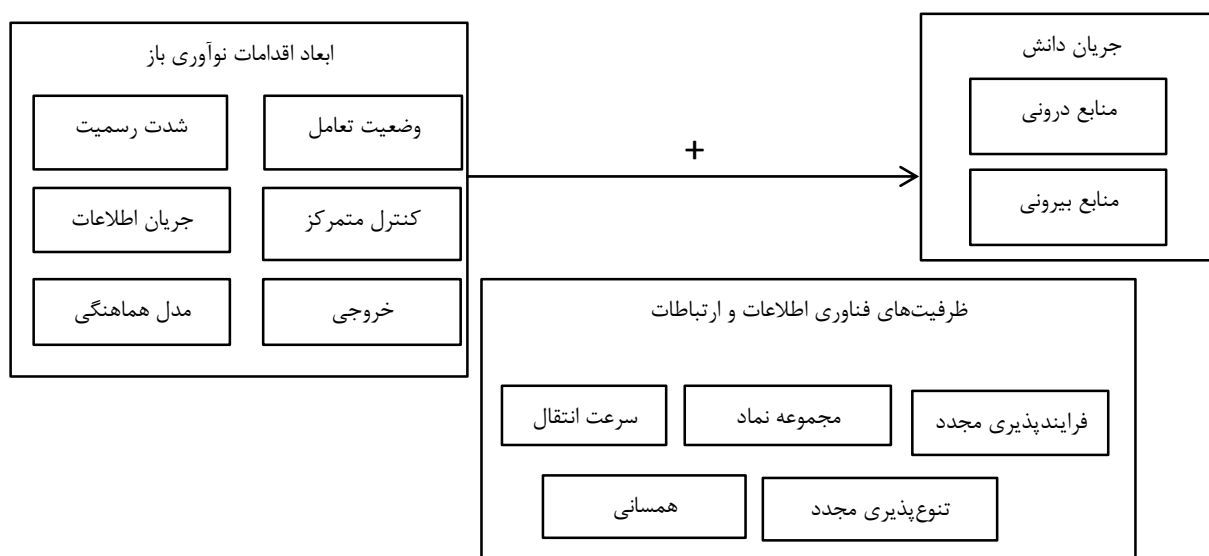 ابعاد اقدامات نوآوری باز
وضعیت تعامل
شدت رسمیت
کنترل متمرکز
جریان اطلاعات
خروجی
مدل هماهنگی
+
جریان دانش
منابع درونی
منابع بیرونی
ظرفیت‌های فناوری اطلاعات و ارتباطات
فرایندپذیری مجدد
مجموعه نماد
سرعت انتقال
تنوع‌پذیری مجدد
همسانی